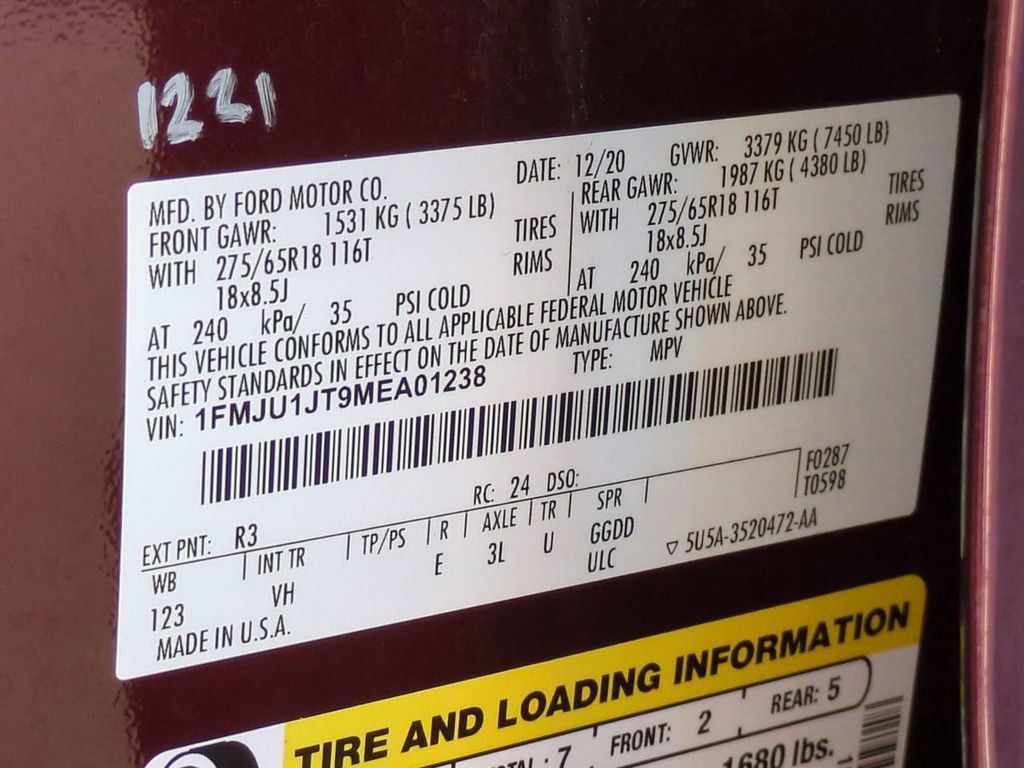 1221
MFD. BY FORD MOTOR CO.
DATE: 12/20 GVWR: 3379 KG ( 7450 LB)
FRONT GAWR: 1531 KG ( 3375 LB)
WITH 275/65R18 116T TIRES
18x8.5J RIMS
AT 240 kPa/ 35 PSI COLD
REAR GAWR: 1987 KG ( 4380 LB)
WITH 275/65R18 116T TIRES
18x8.5J RIMS
AT 240 kPa/ 35 PSI COLD
THIS VEHICLE CONFORMS TO ALL APPLICABLE FEDERAL MOTOR VEHICLE
SAFETY STANDARDS IN EFFECT ON THE DATE OF MANUFACTURE SHOWN ABOVE.
VIN: 1FMJU1JT9MEA01238 TYPE: MPV
F0287
T0598
EXT PNT: R3 RC: 24 DSO:
WB INT TR TP/PS R AXLE TR SPR
123 VH E 3L U GGDD
ULC
MADE IN U.S.A. ▽ 5U5A-3520472-AA
TIRE AND LOADING INFORMATION
7 FRONT: 2 REAR: 5
1680 lbs.